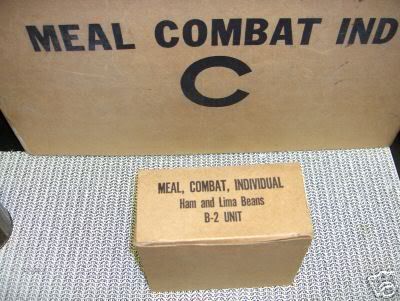 MEAL COMBAT IND
C
MEAL, COMBAT, INDIVIDUAL
Ham and Lima Beans
B-2 UNIT